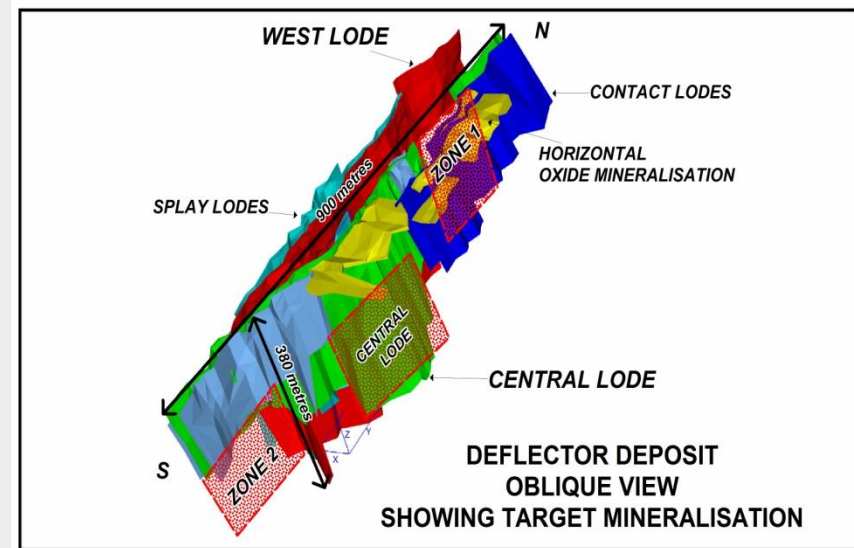 WEST LODE
N
CONTACT LODES
ZONE 1
HORIZONTAL
OXIDE MINERALISATION
SPLAY LODES
900 metres
CENTRAL
LODE
380 metres
CENTRAL LODE
S
ZONE 2
X
Z
Y
DEFLECTOR DEPOSIT
OBLIQUE VIEW
SHOWING TARGET MINERALISATION